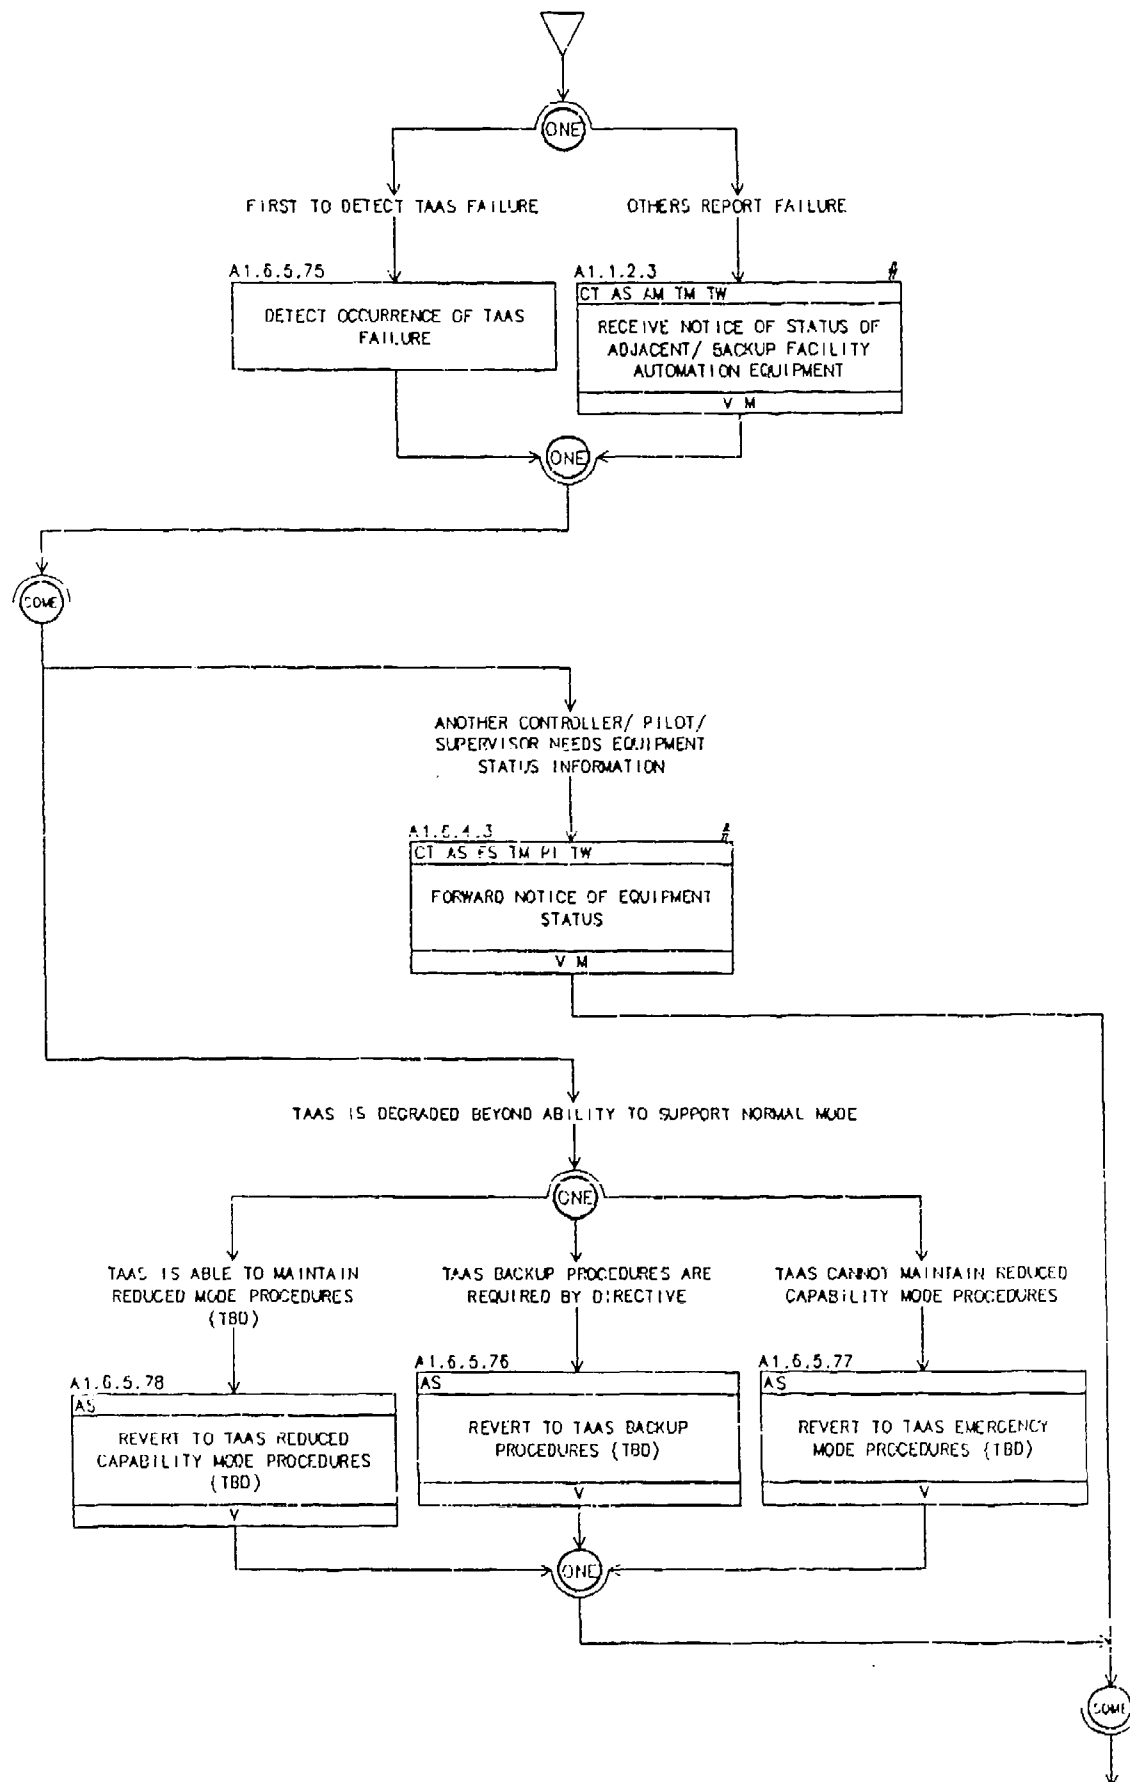 ONE
FIRST TO DETECT TAAS FAILURE
OTHERS REPORT FAILURE
A1.6.5.75
DETECT OCCURRENCE OF TAAS
FAILURE
A1.1.2.3
CT AS AM TM TW
RECEIVE NOTICE OF STATUS OF
ADJACENT/ BACKUP FACILITY
AUTOMATION EQUIPMENT
V M
ONE
SOME
ANOTHER CONTROLLER/ PILOT/
SUPERVISOR NEEDS EQUIPMENT
STATUS INFORMATION
A1.6.4.3
CT AS FS TM PI TW
FORWARD NOTICE OF EQUIPMENT
STATUS
V M
TAAS IS DEGRADED BEYOND ABILITY TO SUPPORT NORMAL MODE
ONE
TAAS IS ABLE TO MAINTAIN
REDUCED MODE PROCEDURES
(TBD)
TAAS BACKUP PROCEDURES ARE
REQUIRED BY DIRECTIVE
TAAS CANNOT MAINTAIN REDUCED
CAPABILITY MODE PROCEDURES
A1.6.5.78
AS
REVERT TO TAAS REDUCED
CAPABILITY MODE PROCEDURES
(TBD)
V
A1.6.5.76
AS
REVERT TO TAAS BACKUP
PROCEDURES (TBD)
V
A1.6.5.77
AS
REVERT TO TAAS EMERGENCY
MODE PROCEDURES (TBD)
V
ONE
SOME